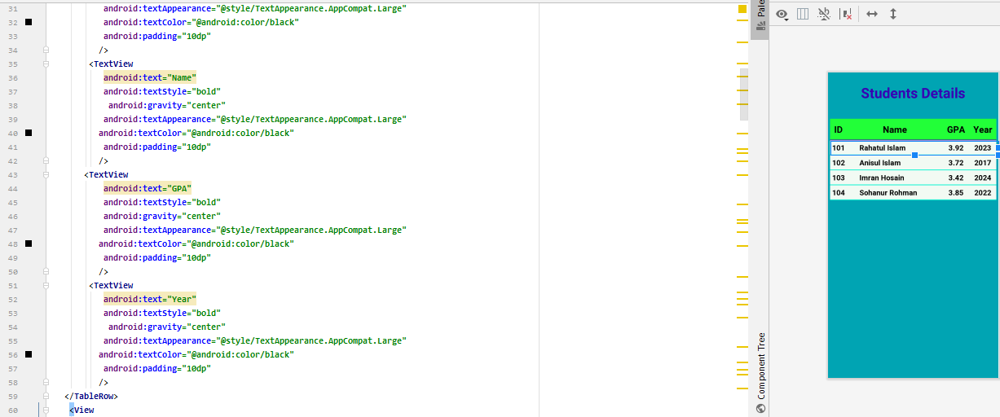 31 android:textAppearance="@style/TextAppearance.AppCompat.Large"
32 android:textColor="@android:color/black"
33 android:padding="10dp"
34 />
35 <TextView
36 android:text="Name"
37 android:textStyle="bold"
38 android:gravity="center"
39 android:textAppearance="@style/TextAppearance.AppCompat.Large"
40 android:textColor="@android:color/black"
41 android:padding="10dp"
42 />
43 <TextView
44 android:text="GPA"
45 android:textStyle="bold"
46 android:gravity="center"
47 android:textAppearance="@style/TextAppearance.AppCompat.Large"
48 android:textColor="@android:color/black"
49 android:padding="10dp"
50 />
51 <TextView
52 android:text="Year"
53 android:textStyle="bold"
54 android:gravity="center"
55 android:textAppearance="@style/TextAppearance.AppCompat.Large"
56 android:textColor="@android:color/black"
57 android:padding="10dp"
58 />
59 </TableRow>
60 <View
Pale
Component Tree
Students Details
ID Name GPA Year
101 Rahatul Islam 3.92 2023
102 Anisul Islam 3.72 2017
103 Imran Hosain 3.42 2024
104 Sohanur Rohman 3.85 2022